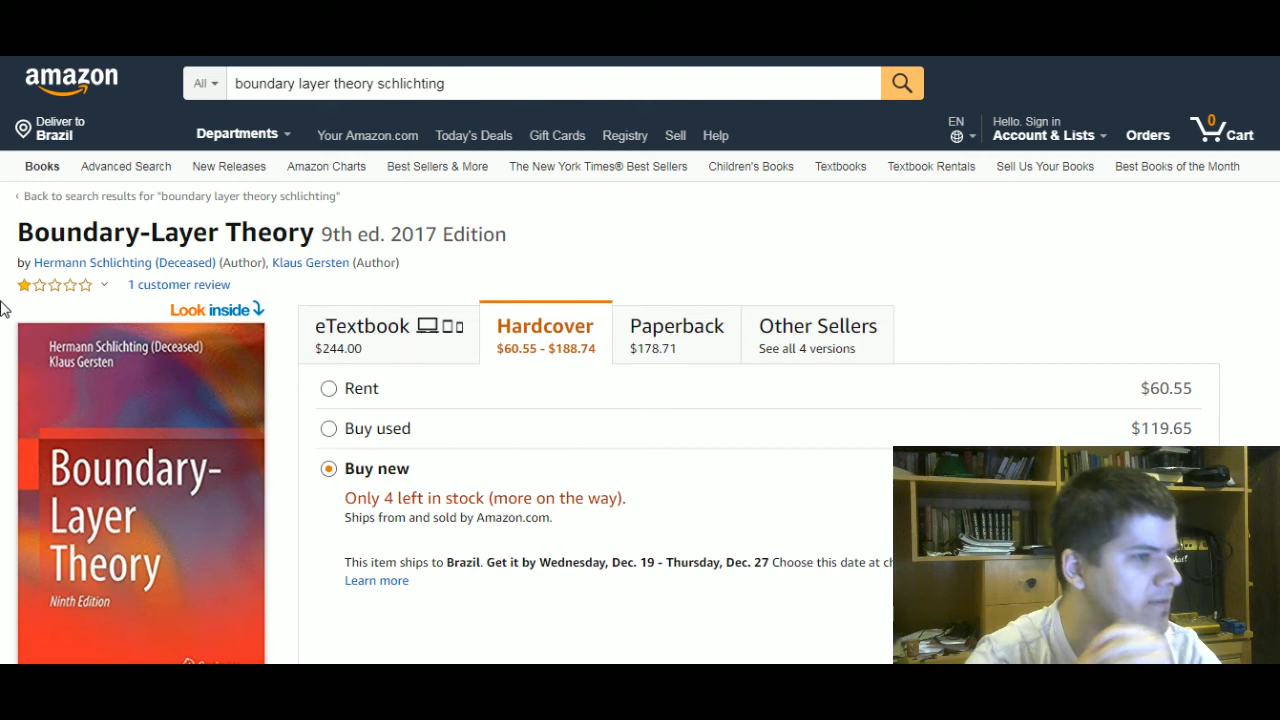 amazon
All
boundary layer theory schlichting
Deliver to
Brazil
Departments
Your Amazon.com
Today's Deals
Gift Cards
Registry
Sell
Help
EN
Hello. Sign in
Account & Lists
Orders
0
Cart
Books
Advanced Search
New Releases
Amazon Charts
Best Sellers & More
The New York Times® Best Sellers
Children's Books
Textbooks
Textbook Rentals
Sell Us Your Books
Best Books of the Month
‹ Back to search results for "boundary layer theory schlichting"
Boundary-Layer Theory 9th ed. 2017 Edition
by Hermann Schlichting (Deceased) (Author), Klaus Gersten (Author)
1 customer review
Look inside
Hermann Schlichting (Deceased)
Klaus Gersten
Boundary-
Layer
Theory
Ninth Edition
eTextbook
$244.00
Hardcover
$60.55 - $188.74
Paperback
$178.71
Other Sellers
See all 4 versions
Rent
$60.55
Buy used
$119.65
Buy new
Only 4 left in stock (more on the way).
Ships from and sold by Amazon.com.
This item ships to Brazil. Get it by Wednesday, Dec. 19 - Thursday, Dec. 27 Choose this date at
Learn more